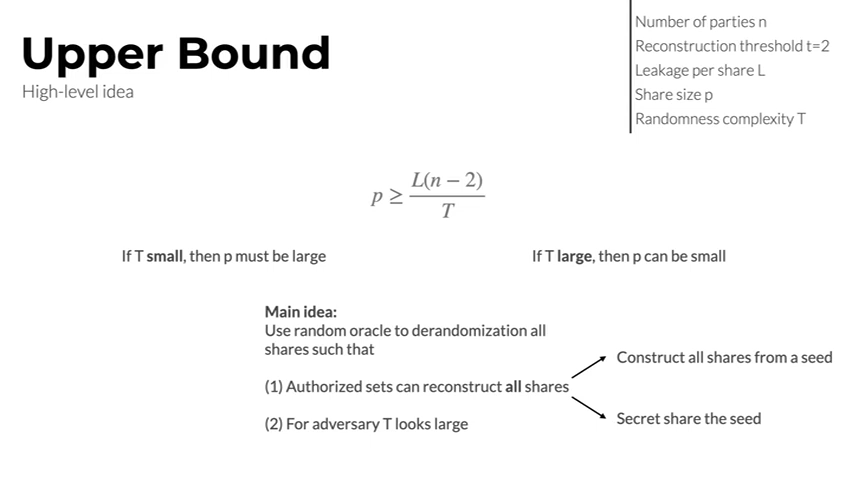 Upper Bound
High-level idea
Number of parties n
Reconstruction threshold t=2
Leakage per share L
Share size p
Randomness complexity T
p ≥ L(n − 2) / T
If T small, then p must be large
If T large, then p can be small
Main idea:
Use random oracle to derandomization all
shares such that
(1) Authorized sets can reconstruct all shares
(2) For adversary T looks large
Construct all shares from a seed
Secret share the seed